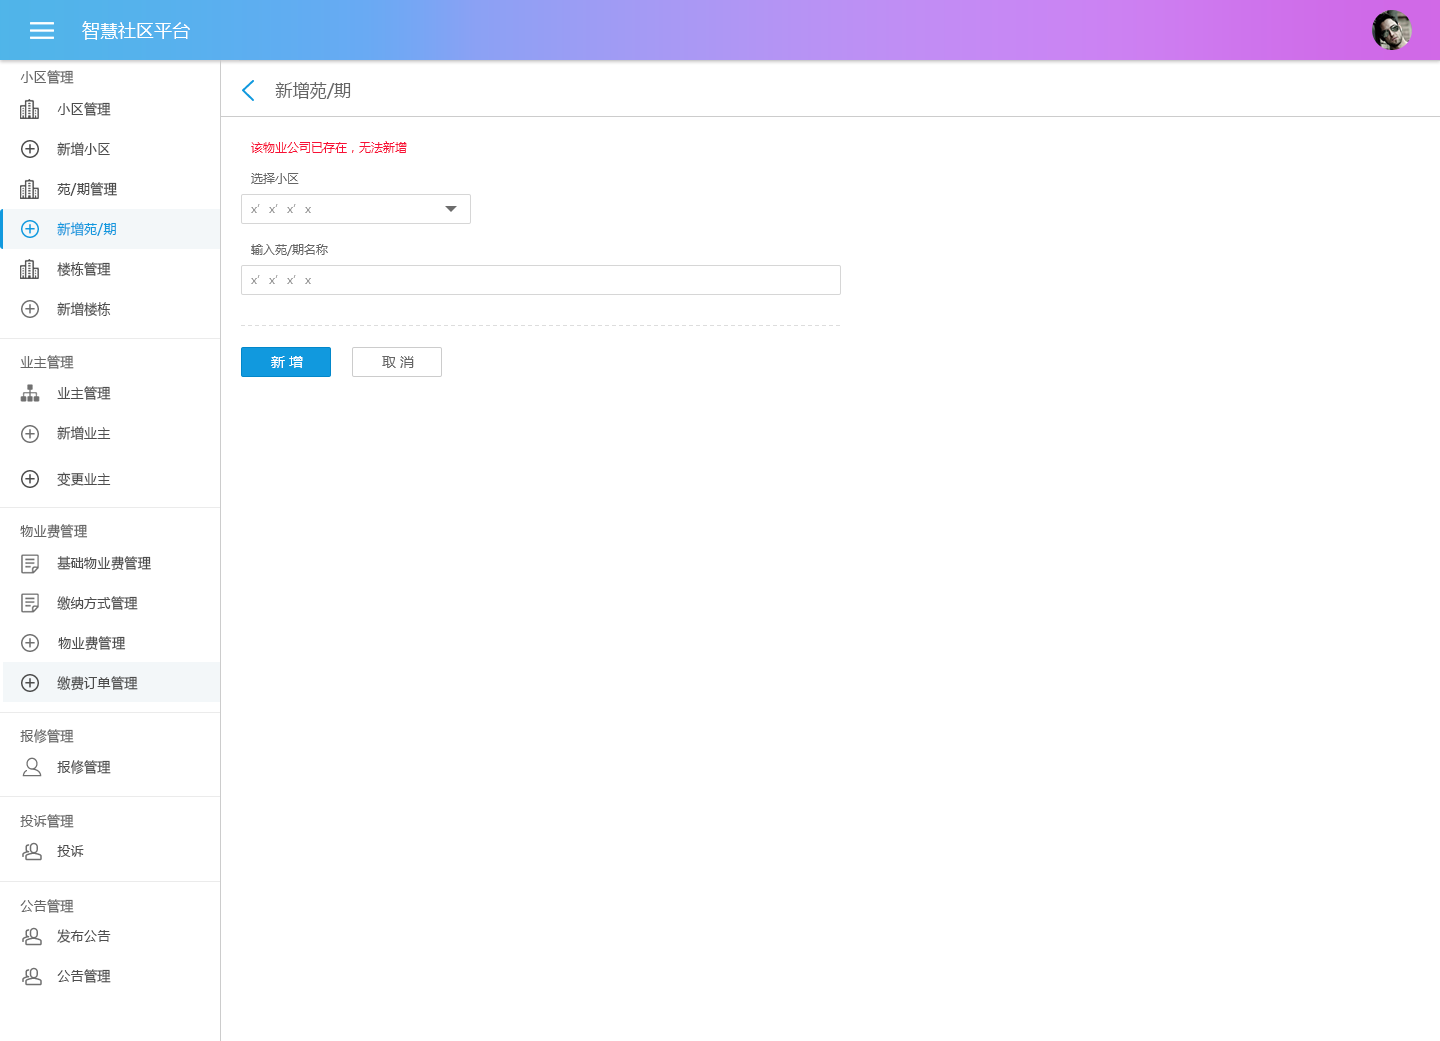 智慧社区平台
小区管理
小区管理
新增小区
苑/期管理
新增苑/期
楼栋管理
新增楼栋
业主管理
业主管理
新增业主
变更业主
物业费管理
基础物业费管理
缴纳方式管理
物业费管理
缴费订单管理
报修管理
报修管理
投诉管理
投诉
公告管理
发布公告
公告管理
新增苑/期
该物业公司已存在，无法新增
选择小区
x' x' x' x
输入苑/期名称
x' x' x' x
新 增
取 消